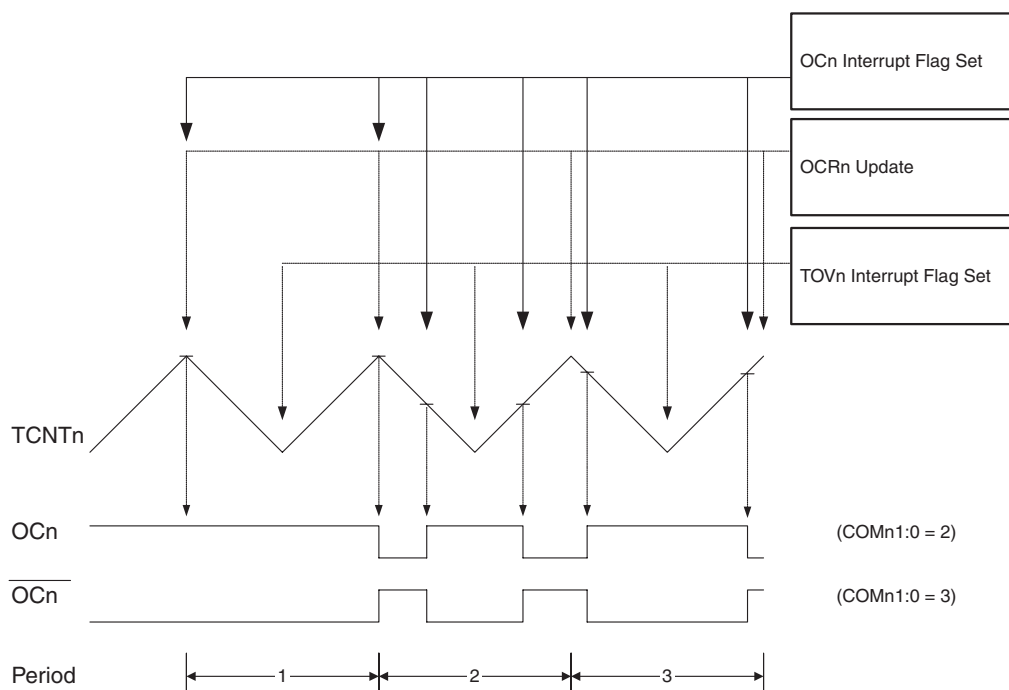 OCn Interrupt Flag Set
OCRn Update
TOVn Interrupt Flag Set
TCNTn
OCn
(COMn1:0 = 2)
OCn
(COMn1:0 = 3)
Period
1
2
3